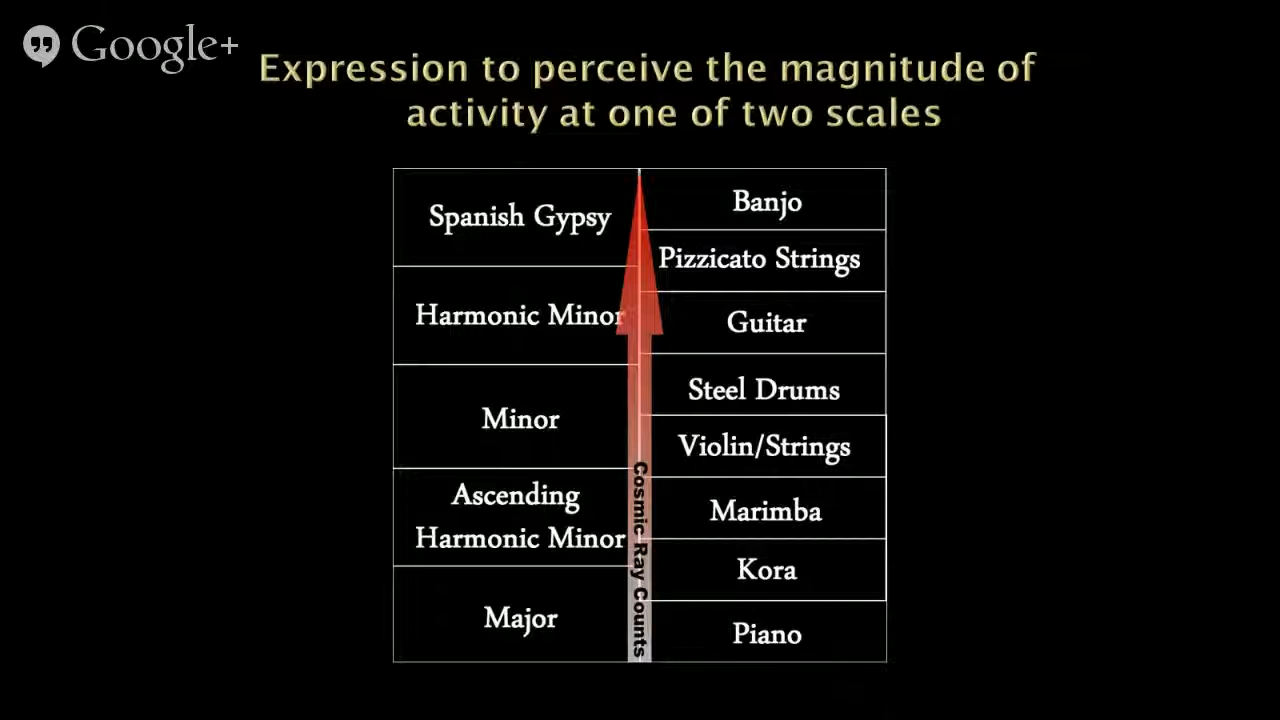 Google+
Expression to perceive the magnitude of
activity at one of two scales
Spanish Gypsy
Harmonic Minor
Minor
Ascending
Harmonic Minor
Major
Cosmic Ray Counts
Banjo
Pizzicato Strings
Guitar
Steel Drums
Violin/Strings
Marimba
Kora
Piano